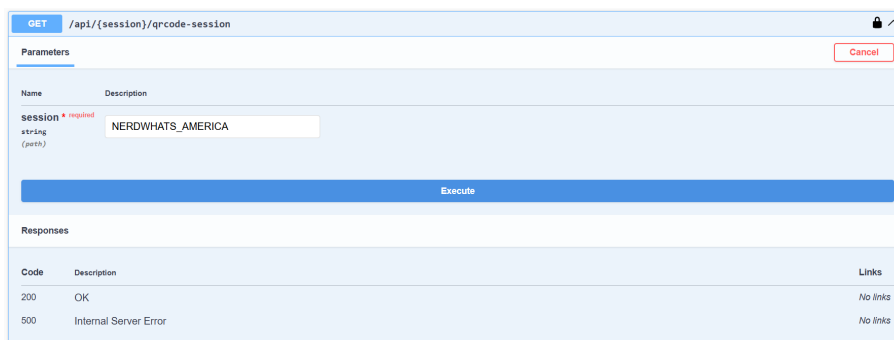 GET /api/{session}/qrcode-session
Parameters
Cancel
Name Description
session * required
string
(path)
NERDWHATS_AMERICA
Execute
Responses
Code Description Links
200 OK No links
500 Internal Server Error No links